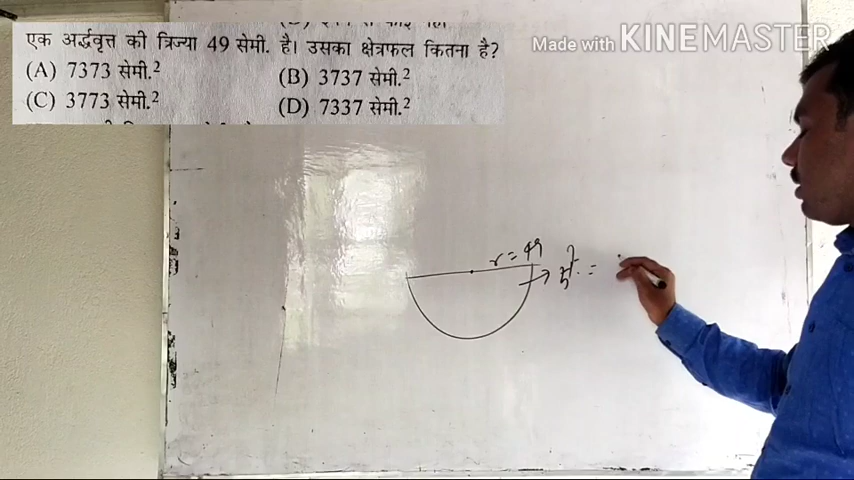 Made with KINEMASTER
एक अर्द्धवृत्त की त्रिज्या 49 सेमी. है। उसका क्षेत्रफल कितना है?
(A) 7373 सेमी.² (B) 3737 सेमी.²
(C) 3773 सेमी.² (D) 7337 सेमी.²
r = 49
क्षे. =